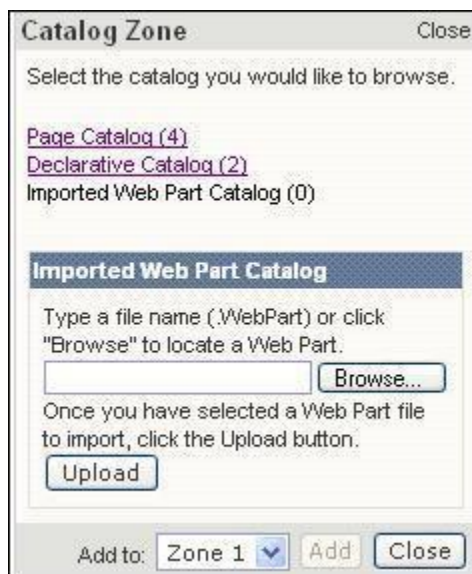 Catalog Zone Close
Select the catalog you would like to browse.
Page Catalog (4)
Declarative Catalog (2)
Imported Web Part Catalog (0)
Imported Web Part Catalog
Type a file name (.WebPart) or click
"Browse" to locate a Web Part.
Browse...
Once you have selected a Web Part file
to import, click the Upload button.
Upload
Add to: Zone 1 Add Close